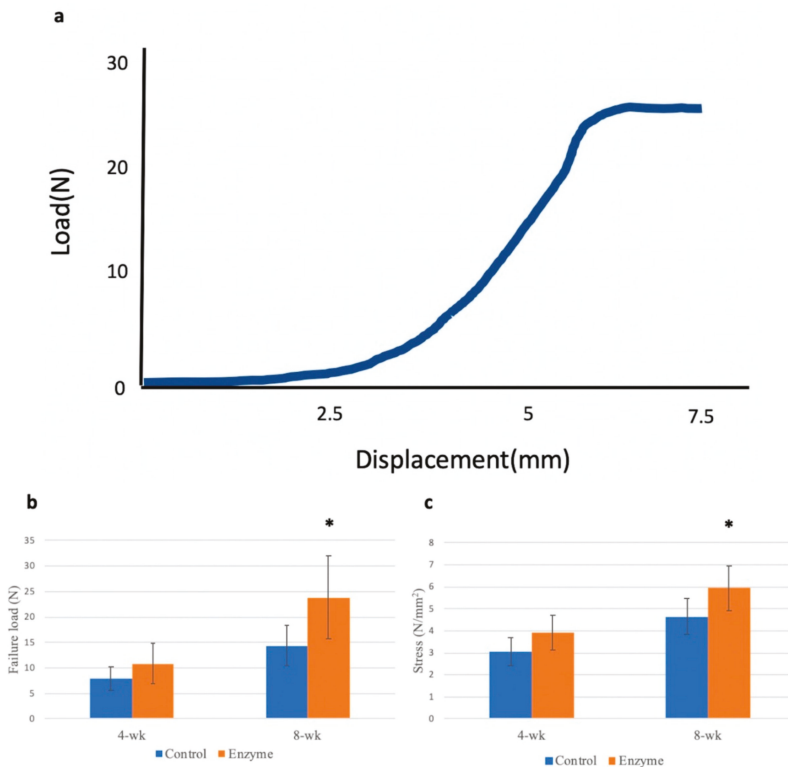 a
30
20
10
0
Load(N)
2.5 5 7.5
Displacement(mm)
b
*
35
30
25
20
15
10
5
0
Failure load (N)
4-wk 8-wk
Control Enzyme
c
*
8
7
6
5
4
3
2
1
0
Stress (N/mm²)
4-wk 8-wk
Control Enzyme